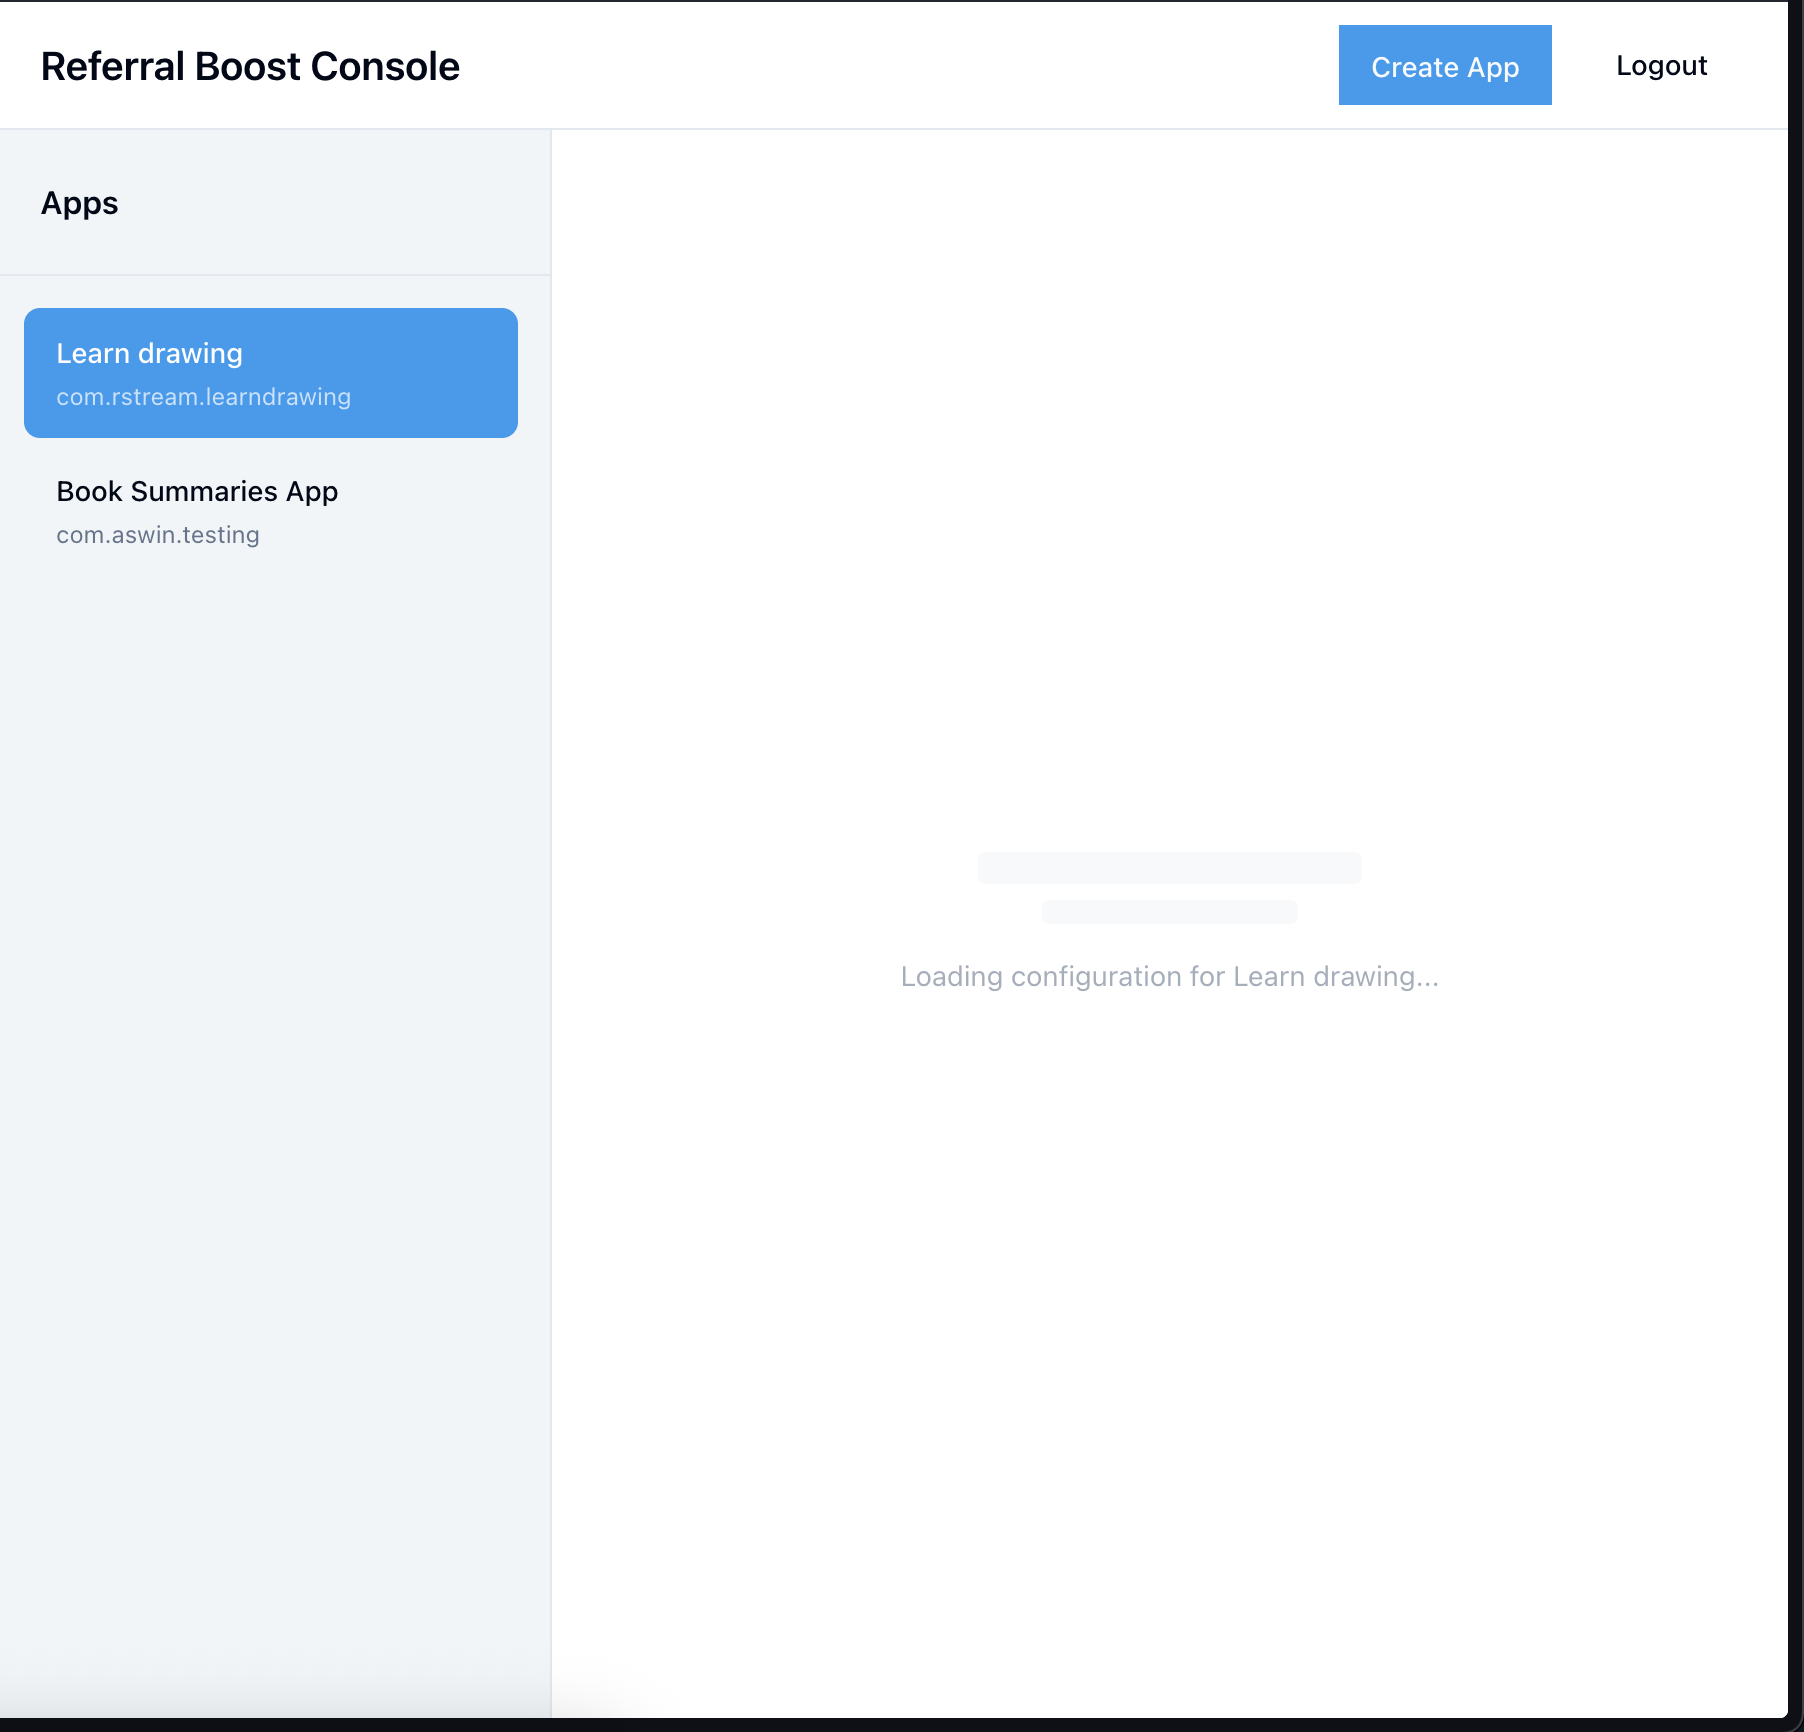 Referral Boost Console
Create App
Logout
Apps
Learn drawing
com.rstream.learndrawing
Book Summaries App
com.aswin.testing
Loading configuration for Learn drawing...